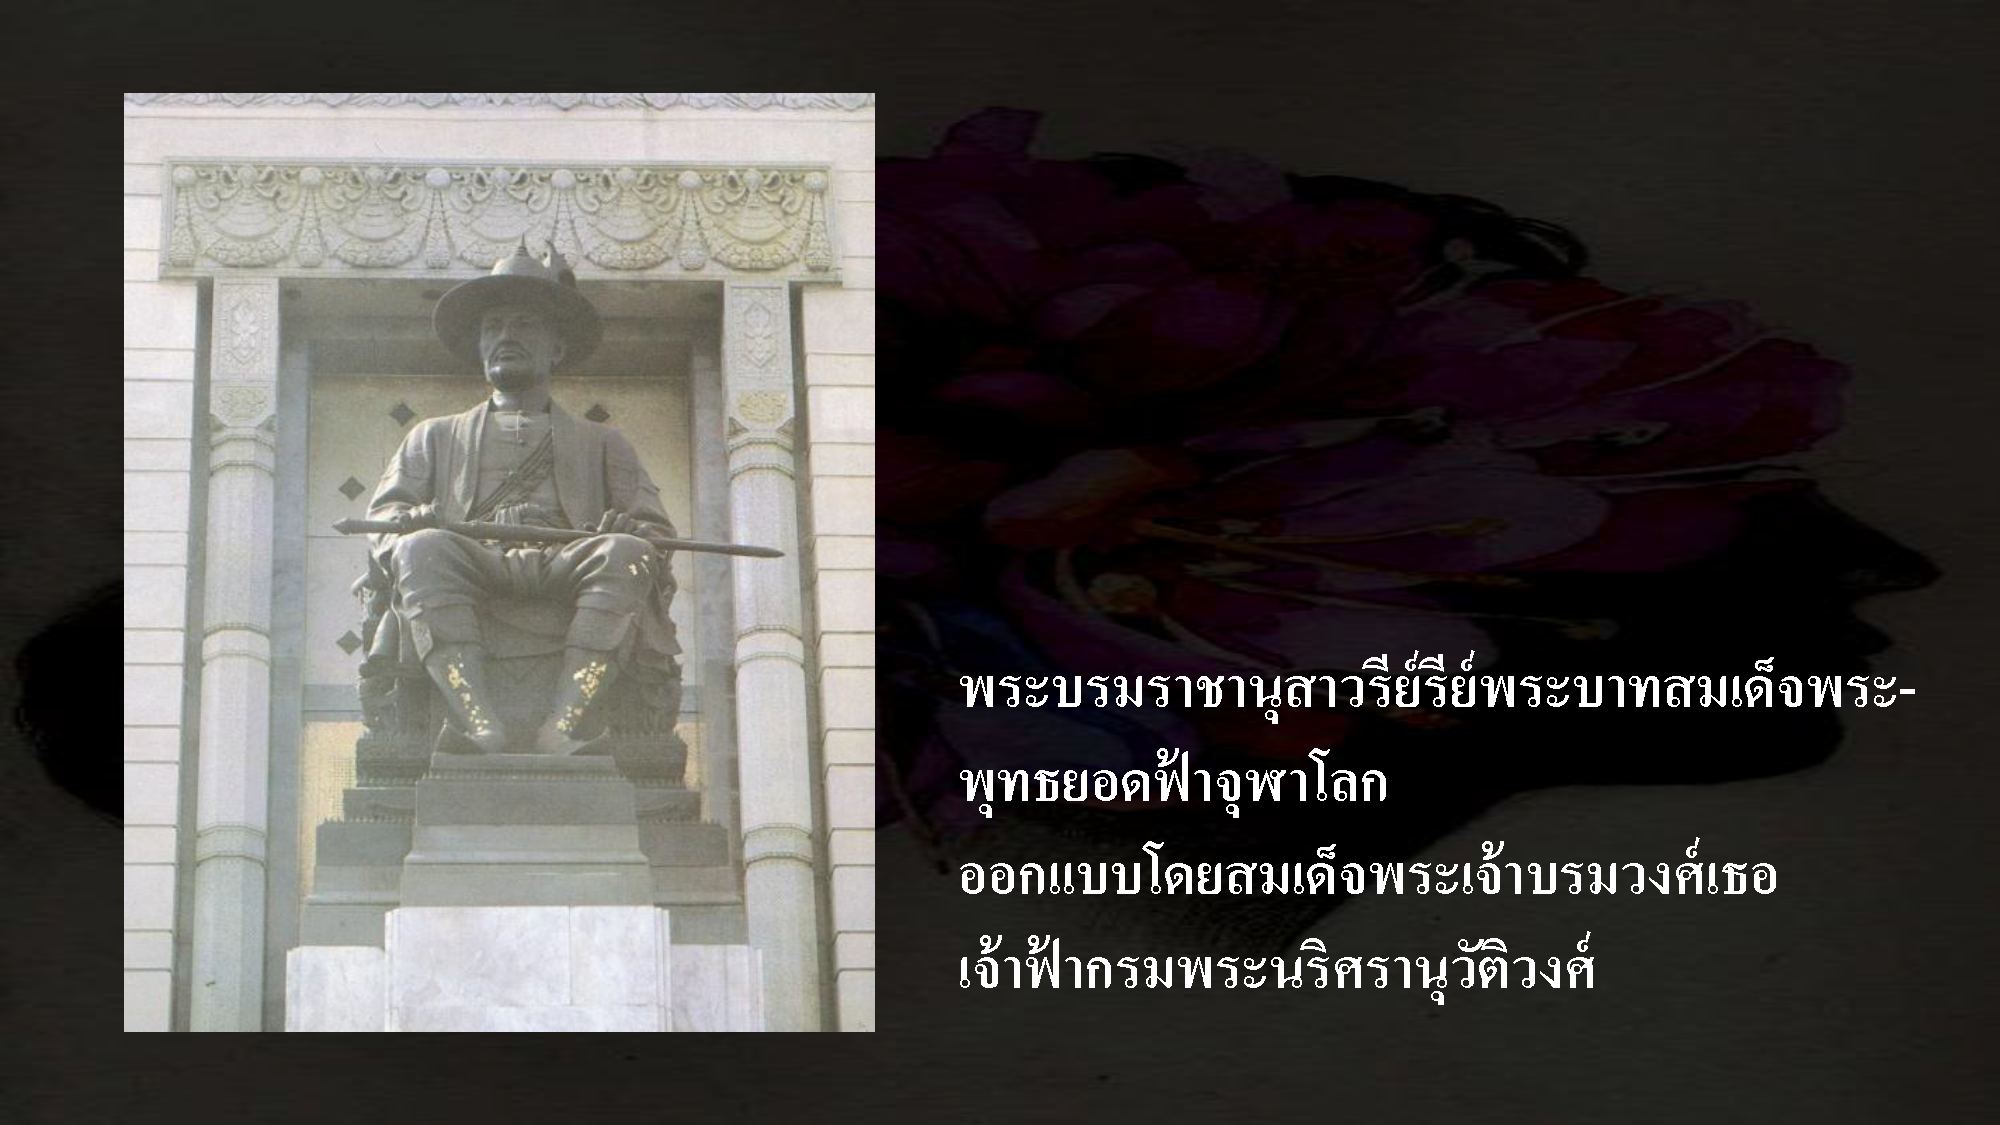 พระบรมราชานุสาวรีย์รีย์พระบาทสมเด็จพระ-
พุทธยอดฟ้าจุฬาโลก
ออกแบบโดยสมเด็จพระเจ้าบรมวงศ์เธอ
เจ้าฟ้ากรมพระนริศรานุวัติวงศ์